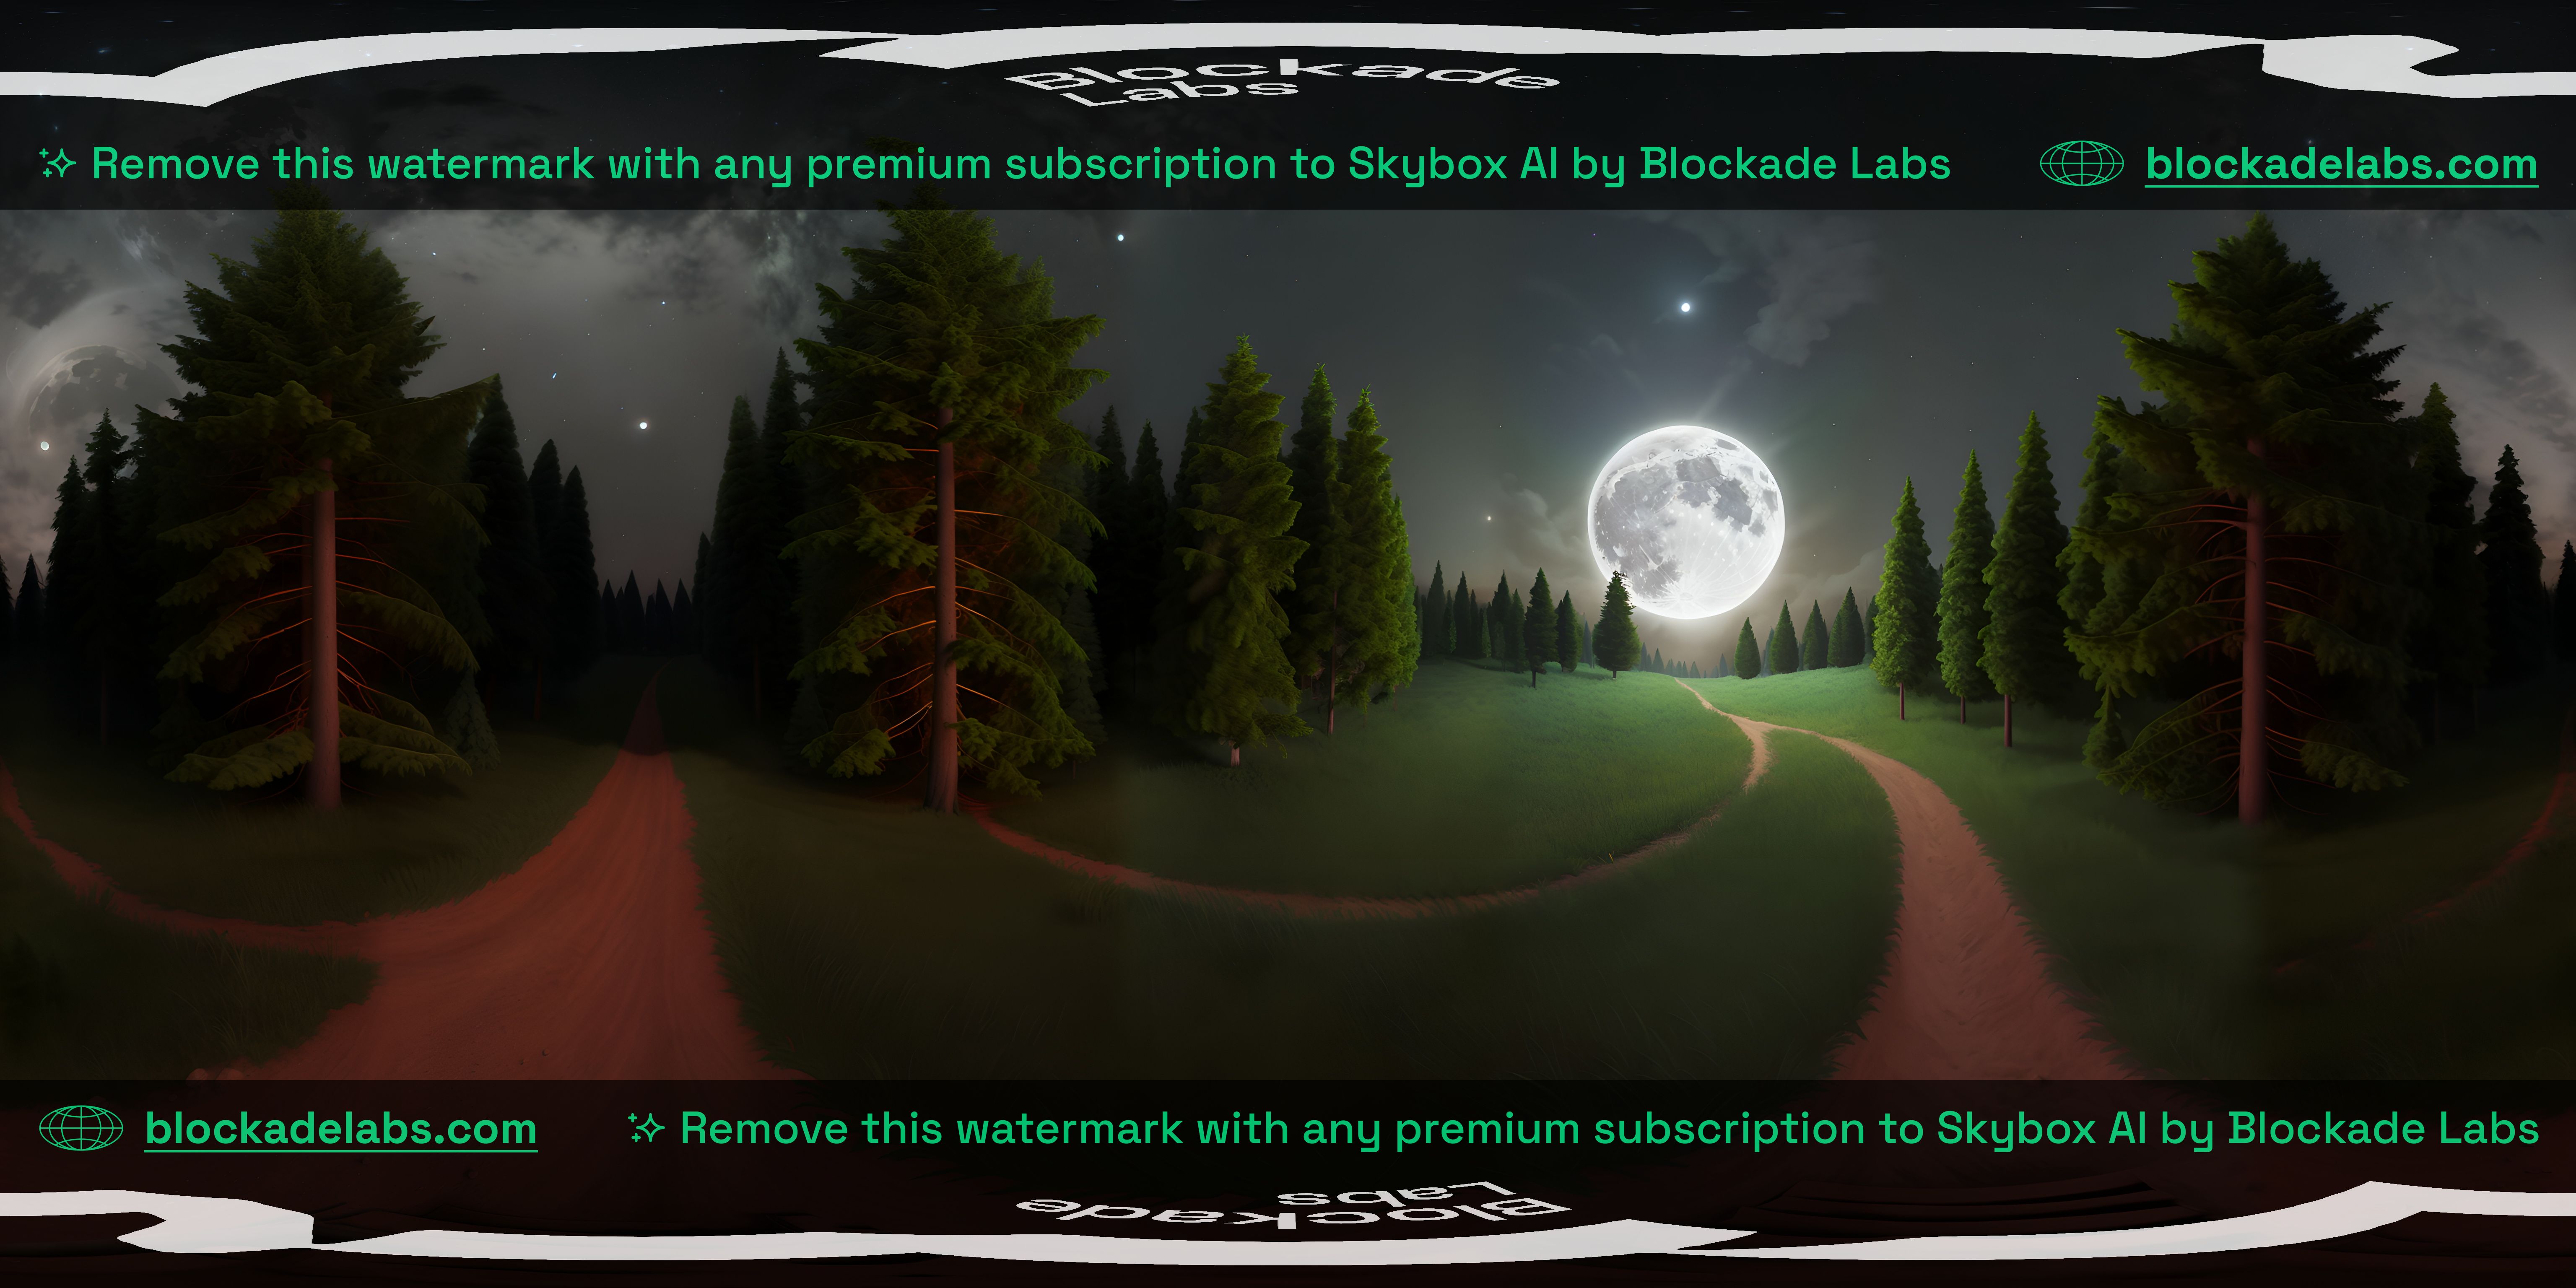 Blockade
Labs
Remove this watermark with any premium subscription to Skybox AI by Blockade Labs
blockadelabs.com
blockadelabs.com
Remove this watermark with any premium subscription to Skybox AI by Blockade Labs
Labs
Blockade